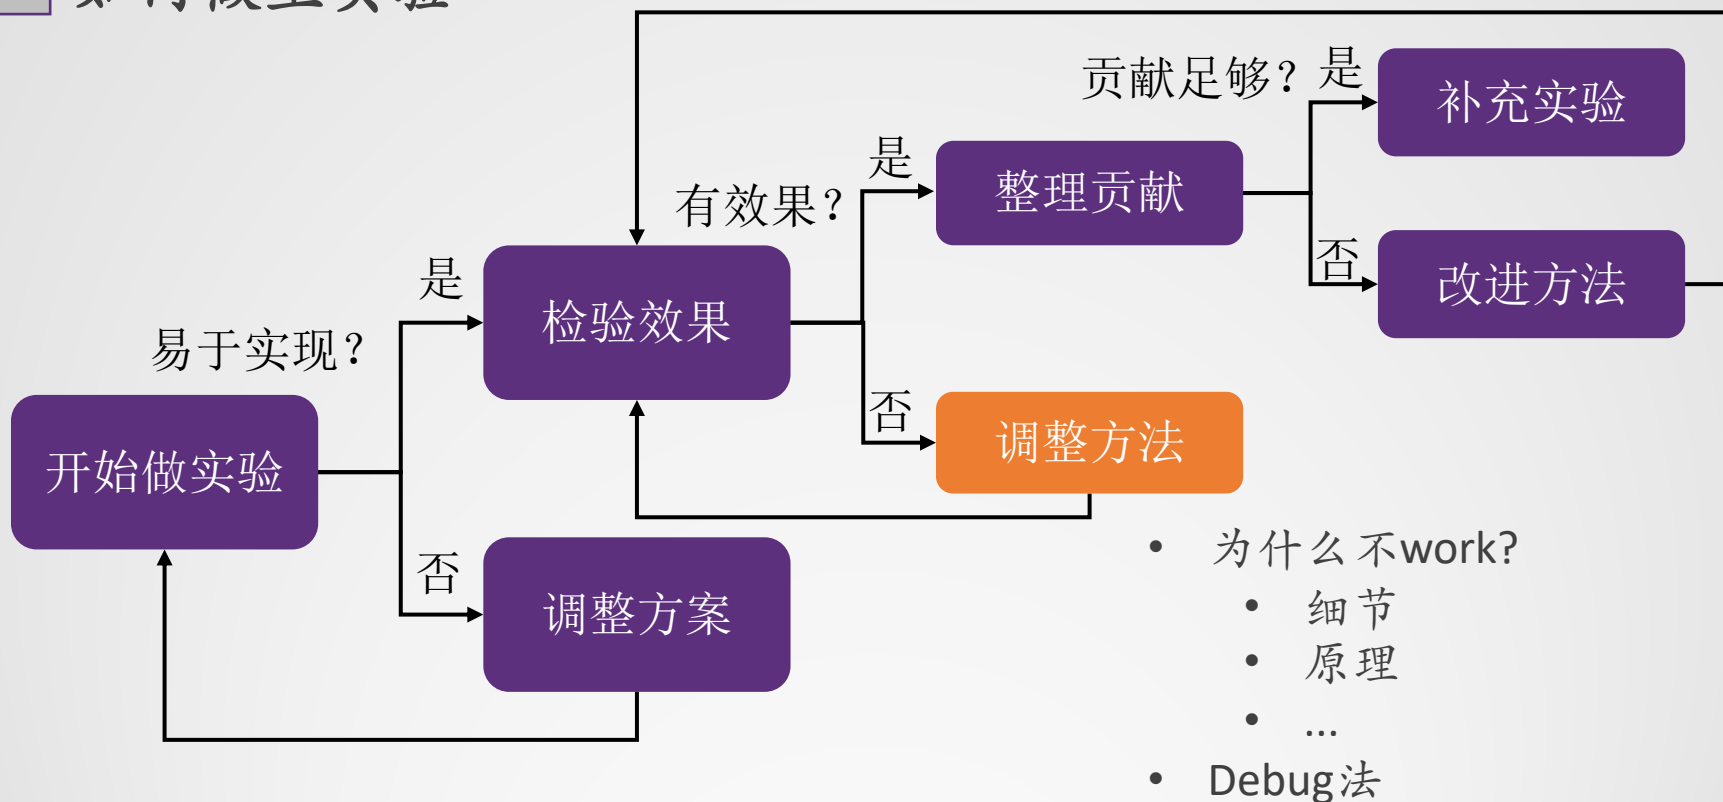 贡献足够？
是
补充实验
是
整理贡献
有效果？
否
改进方法
是
检验效果
易于实现？
否
调整方法
开始做实验
否
调整方案
• 为什么不work?
• 细节
• 原理
• ...
• Debug法